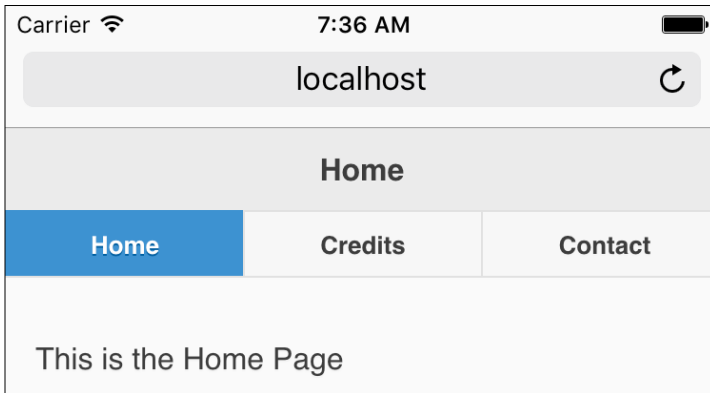 Carrier 7:36 AM
localhost
Home
Home Credits Contact
This is the Home Page